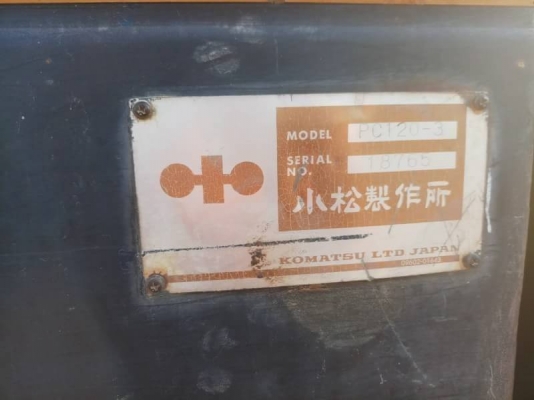 MODEL PC120-3
SERIAL NO. 18765
小松製作所
KOMATSU LTD JAPAN